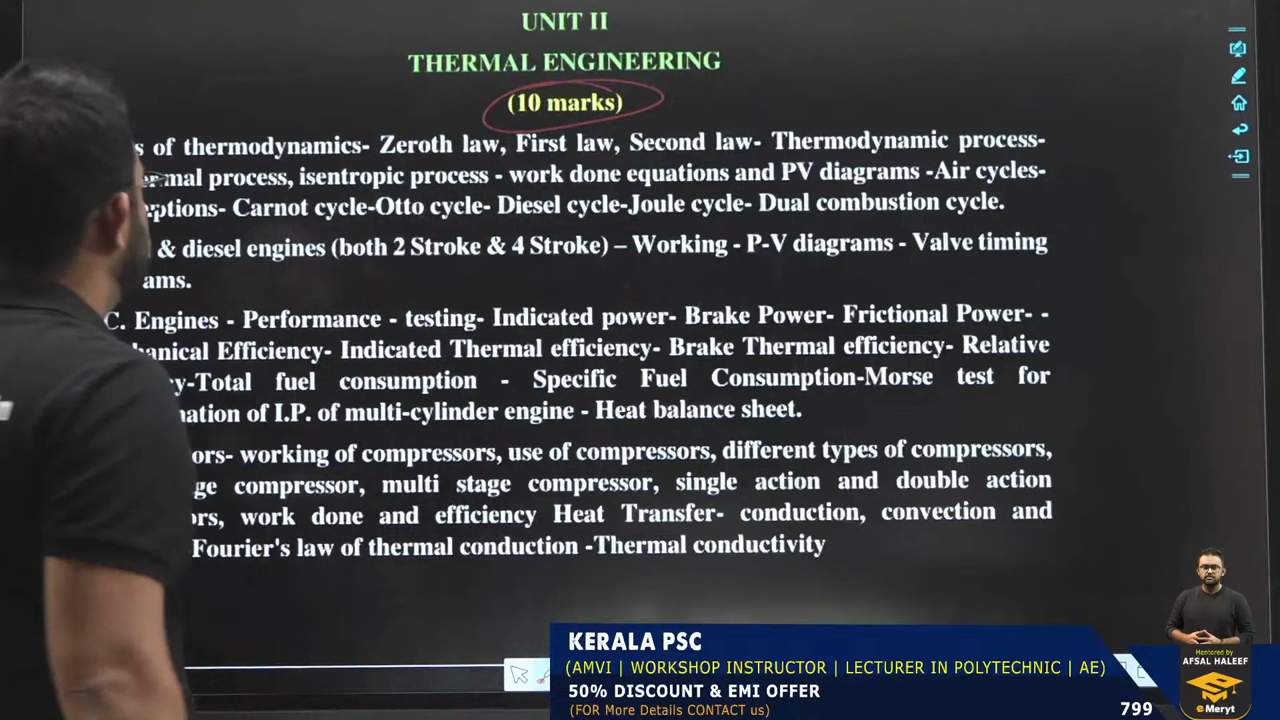 UNIT II
THERMAL ENGINEERING
(10 marks)
s of thermodynamics- Zeroth law, First law, Second law- Thermodynamic process-
mal process, isentropic process - work done equations and PV diagrams -Air cycles-
ptions- Carnot cycle-Otto cycle- Diesel cycle-Joule cycle- Dual combustion cycle.
& diesel engines (both 2 Stroke & 4 Stroke) – Working - P-V diagrams - Valve timing
ams.
C. Engines - Performance - testing- Indicated power- Brake Power- Frictional Power- -
hanical Efficiency- Indicated Thermal efficiency- Brake Thermal efficiency- Relative
cy-Total fuel consumption - Specific Fuel Consumption-Morse test for
nation of I.P. of multi-cylinder engine - Heat balance sheet.
ors- working of compressors, use of compressors, different types of compressors,
ge compressor, multi stage compressor, single action and double action
rs, work done and efficiency Heat Transfer- conduction, convection and
Fourier's law of thermal conduction -Thermal conductivity
KERALA PSC
(AMVI | WORKSHOP INSTRUCTOR | LECTURER IN POLYTECHNIC | AE)
50% DISCOUNT & EMI OFFER
(FOR More Details CONTACT us)
799
Mentored by
AFSAL HALEEF
e Meryt